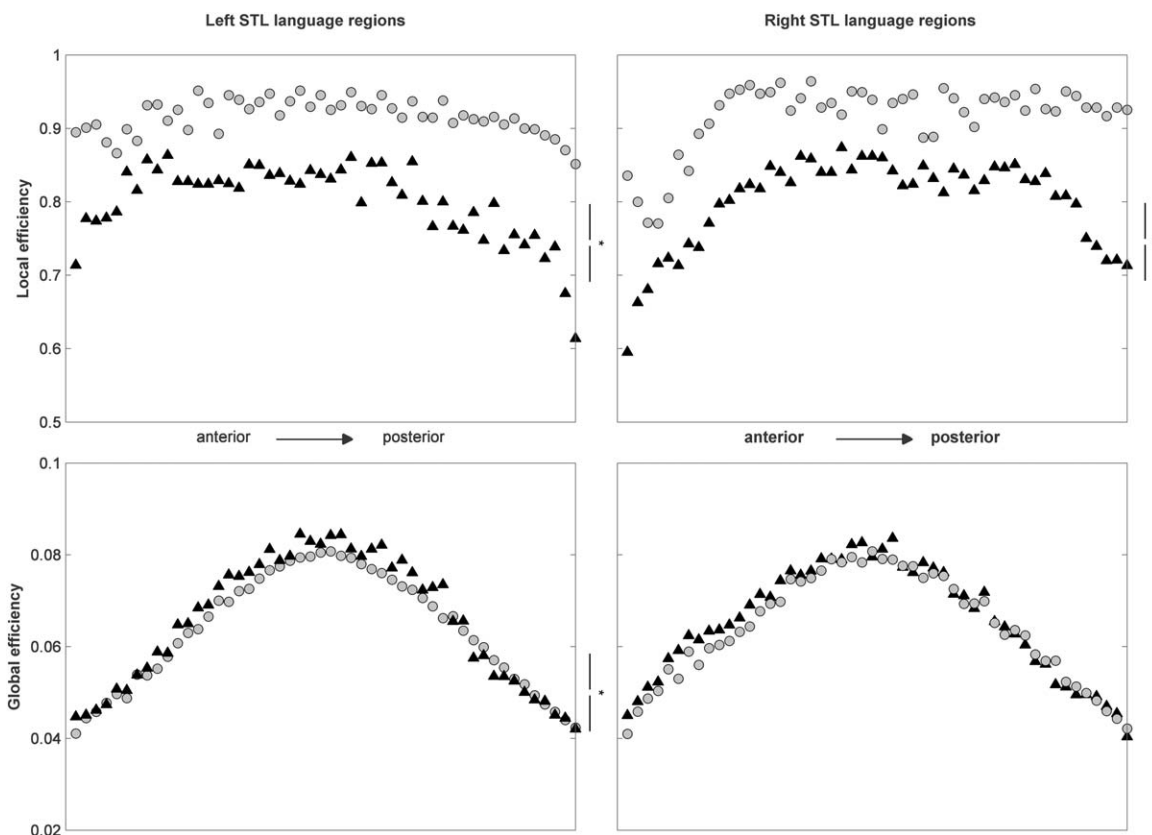 Left STL language regions
Right STL language regions
Local efficiency
1
0.9
0.8
0.7
0.6
0.5
*
anterior
posterior
anterior
posterior
Global efficiency
0.1
0.08
0.06
0.04
0.02
*